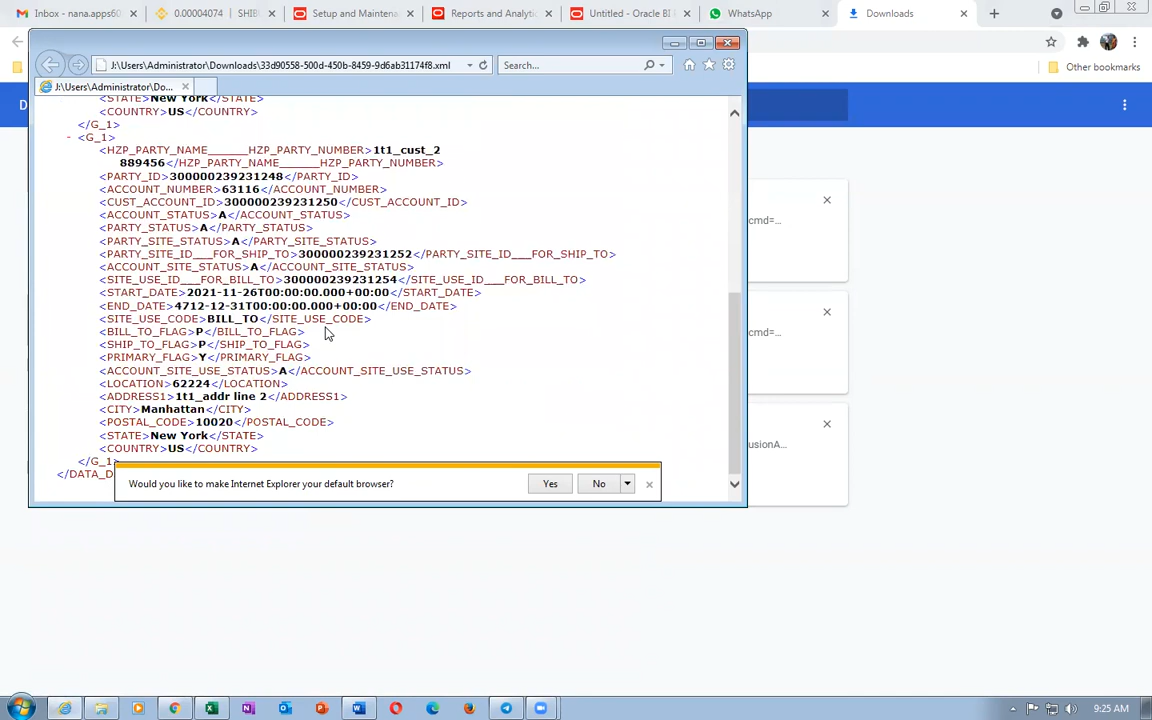 Inbox - nana.apps60
0.00004074 | SHIB
Setup and Maintena
Reports and Analytic
Untitled - Oracle BI
WhatsApp
Downloads
J:\Users\Administrator\Downloads\33d90558-500d-450b-8459-9d6ab31174f8.xml
Search...
Other bookmarks
J:\Users\Administrator\Do...
D
<STATE>New York</STATE>
<COUNTRY>US</COUNTRY>
</G_1>
- <G_1>
<HZP_PARTY_NAME______HZP_PARTY_NUMBER>1t1_cust_2
889456</HZP_PARTY_NAME______HZP_PARTY_NUMBER>
<PARTY_ID>300000239231248</PARTY_ID>
<ACCOUNT_NUMBER>63116</ACCOUNT_NUMBER>
<CUST_ACCOUNT_ID>300000239231250</CUST_ACCOUNT_ID>
<ACCOUNT_STATUS>A</ACCOUNT_STATUS>
<PARTY_STATUS>A</PARTY_STATUS>
<PARTY_SITE_STATUS>A</PARTY_SITE_STATUS>
<PARTY_SITE_ID___FOR_SHIP_TO>300000239231252</PARTY_SITE_ID___FOR_SHIP_TO>
<ACCOUNT_SITE_STATUS>A</ACCOUNT_SITE_STATUS>
<SITE_USE_ID___FOR_BILL_TO>300000239231254</SITE_USE_ID___FOR_BILL_TO>
<START_DATE>2021-11-26T00:00:00.000+00:00</START_DATE>
<END_DATE>4712-12-31T00:00:00.000+00:00</END_DATE>
<SITE_USE_CODE>BILL_TO</SITE_USE_CODE>
<BILL_TO_FLAG>P</BILL_TO_FLAG>
<SHIP_TO_FLAG>P</SHIP_TO_FLAG>
<PRIMARY_FLAG>Y</PRIMARY_FLAG>
<ACCOUNT_SITE_USE_STATUS>A</ACCOUNT_SITE_USE_STATUS>
<LOCATION>62224</LOCATION>
<ADDRESS1>1t1_addr line 2</ADDRESS1>
<CITY>Manhattan</CITY>
<POSTAL_CODE>10020</POSTAL_CODE>
<STATE>New York</STATE>
<COUNTRY>US</COUNTRY>
</G_1>
</DATA_D
Would you like to make Internet Explorer your default browser?
Yes
No
cmd=...
cmd=...
usionA...
9:25 AM